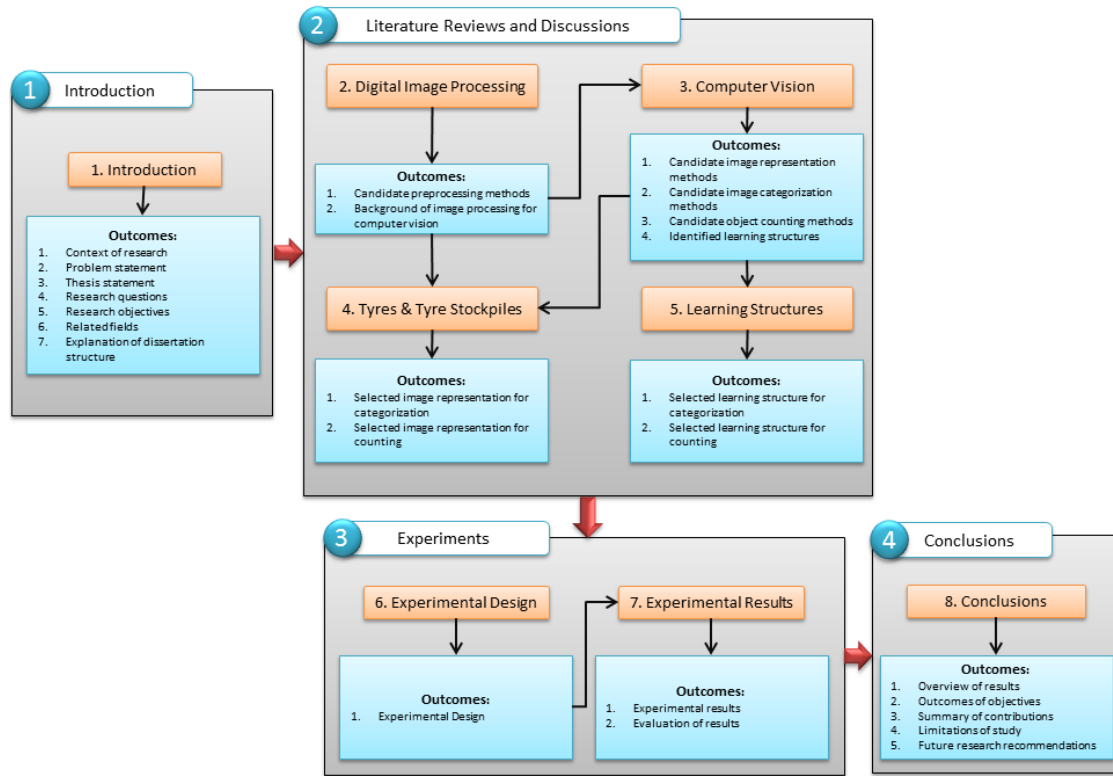 1 Introduction
1. Introduction
Outcomes:
1. Context of research
2. Problem statement
3. Thesis statement
4. Research questions
5. Research objectives
6. Related fields
7. Explanation of dissertation
structure
2 Literature Reviews and Discussions
2. Digital Image Processing
Outcomes:
1. Candidate preprocessing methods
2. Background of image processing for
computer vision
3. Computer Vision
Outcomes:
1. Candidate image representation
methods
2. Candidate image categorization
methods
3. Candidate object counting methods
4. Identified learning structures
4. Tyres & Tyre Stockpiles
Outcomes:
1. Selected image representation for
categorization
2. Selected image representation for
counting
5. Learning Structures
Outcomes:
1. Selected learning structure for
categorization
2. Selected learning structure for
counting
3 Experiments
6. Experimental Design
Outcomes:
1. Experimental Design
7. Experimental Results
Outcomes:
1. Experimental results
2. Evaluation of results
4 Conclusions
8. Conclusions
Outcomes:
1. Overview of results
2. Outcomes of objectives
3. Summary of contributions
4. Limitations of study
5. Future research recommendations